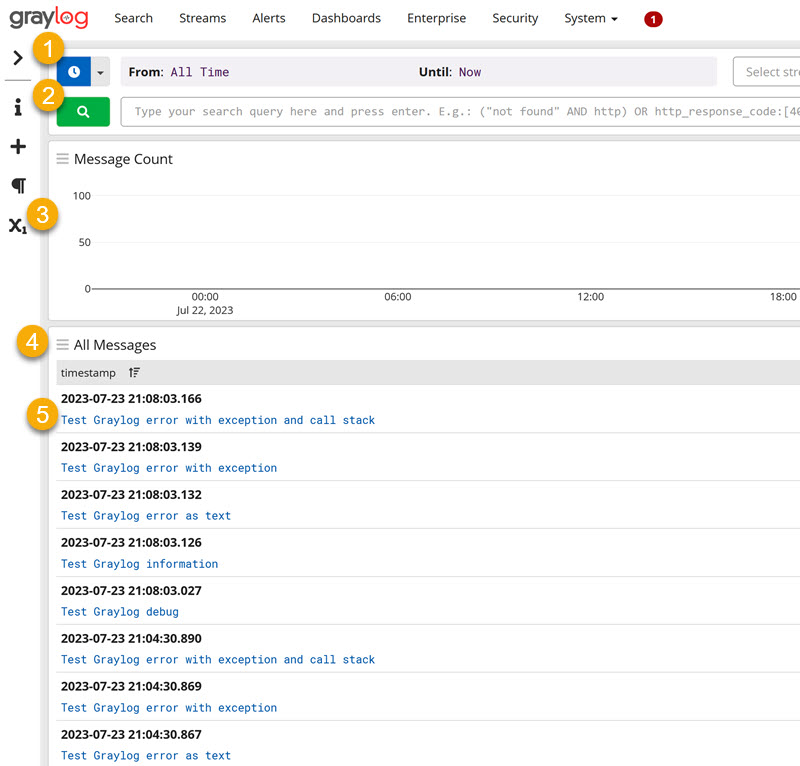 graylog Search Streams Alerts Dashboards Enterprise Security System 1
1
From: All Time Until: Now Select stre
2
Type your search query here and press enter. E.g.: ("not found" AND http) OR http_response_code:[40
Message Count
100
3
X₁
50
0
00:00 06:00 12:00 18:00
Jul 22, 2023
4
All Messages
timestamp
2023-07-23 21:08:03.166
5
Test Graylog error with exception and call stack
2023-07-23 21:08:03.139
Test Graylog error with exception
2023-07-23 21:08:03.132
Test Graylog error as text
2023-07-23 21:08:03.126
Test Graylog information
2023-07-23 21:08:03.027
Test Graylog debug
2023-07-23 21:04:30.890
Test Graylog error with exception and call stack
2023-07-23 21:04:30.869
Test Graylog error with exception
2023-07-23 21:04:30.867
Test Graylog error as text